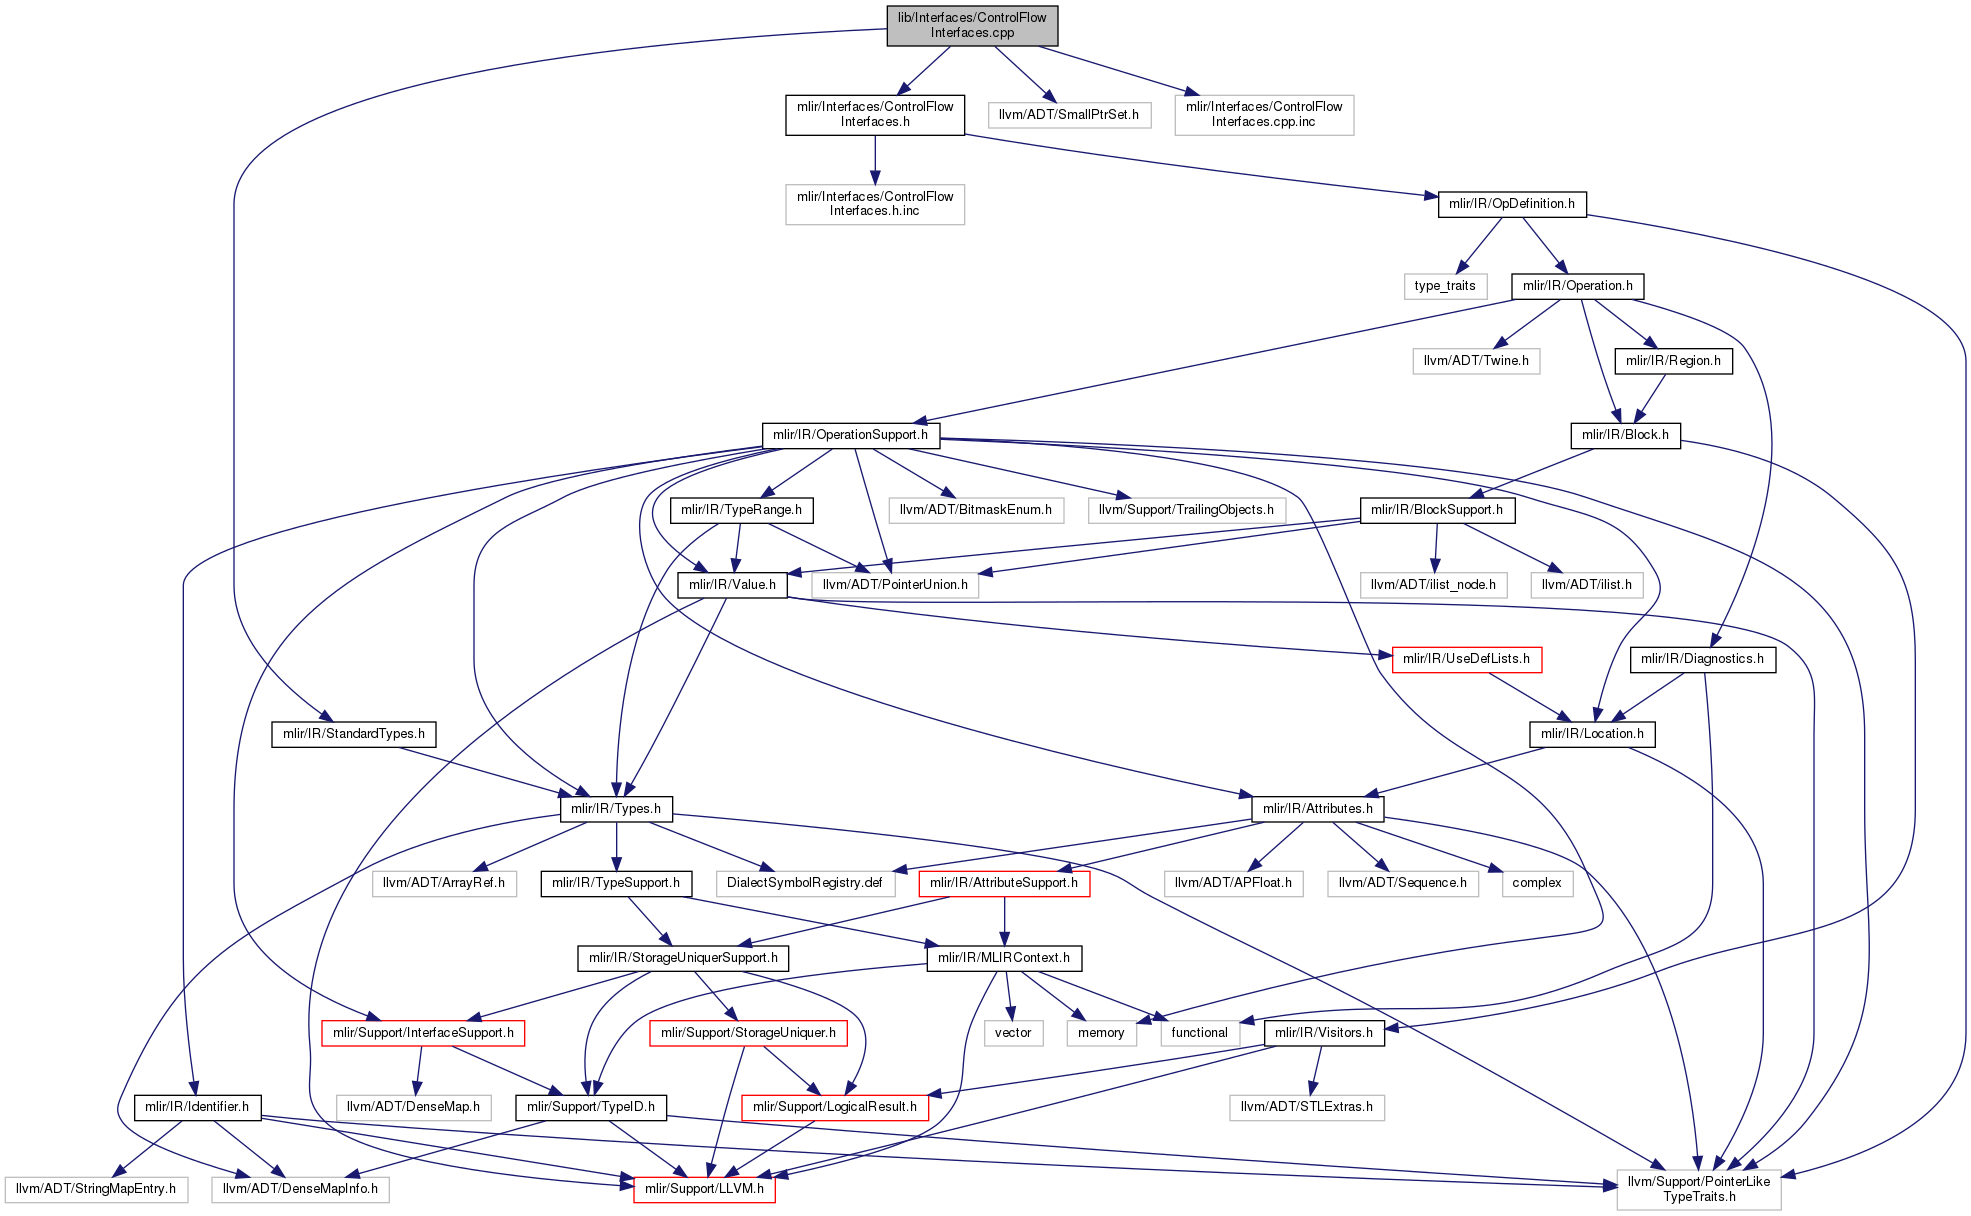 lib/Interfaces/ControlFlow
Interfaces.cpp
mlir/Interfaces/ControlFlow
Interfaces.h
llvm/ADT/SmallPtrSet.h
mlir/Interfaces/ControlFlow
Interfaces.cpp.inc
mlir/Interfaces/ControlFlow
Interfaces.h.inc
mlir/IR/OpDefinition.h
type_traits
mlir/IR/Operation.h
llvm/ADT/Twine.h
mlir/IR/Region.h
mlir/IR/OperationSupport.h
mlir/IR/Block.h
mlir/IR/TypeRange.h
llvm/ADT/BitmaskEnum.h
llvm/Support/TrailingObjects.h
mlir/IR/BlockSupport.h
mlir/IR/Value.h
llvm/ADT/PointerUnion.h
llvm/ADT/ilist_node.h
llvm/ADT/ilist.h
mlir/IR/UseDefLists.h
mlir/IR/Diagnostics.h
mlir/IR/StandardTypes.h
mlir/IR/Location.h
mlir/IR/Types.h
mlir/IR/Attributes.h
llvm/ADT/ArrayRef.h
mlir/IR/TypeSupport.h
DialectSymbolRegistry.def
mlir/IR/AttributeSupport.h
llvm/ADT/APFloat.h
llvm/ADT/Sequence.h
complex
mlir/IR/StorageUniquerSupport.h
mlir/IR/MLIRContext.h
mlir/Support/InterfaceSupport.h
mlir/Support/StorageUniquer.h
vector
memory
functional
mlir/IR/Visitors.h
mlir/IR/Identifier.h
llvm/ADT/DenseMap.h
mlir/Support/TypeID.h
mlir/Support/LogicalResult.h
llvm/ADT/STLExtras.h
llvm/ADT/StringMapEntry.h
llvm/ADT/DenseMapInfo.h
mlir/Support/LLVM.h
llvm/Support/PointerLike
TypeTraits.h